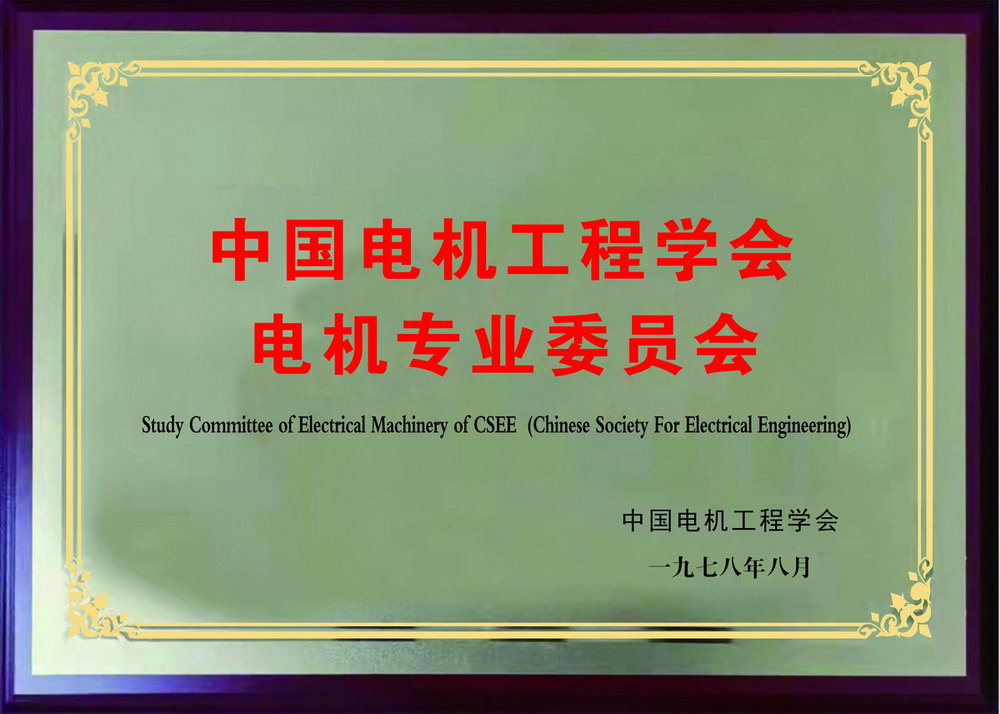 中国电机工程学会
电机专业委员会
Study Committee of Electrical Machinery of CSEE (Chinese Society For Electrical Engineering)
中国电机工程学会
一九七八年八月